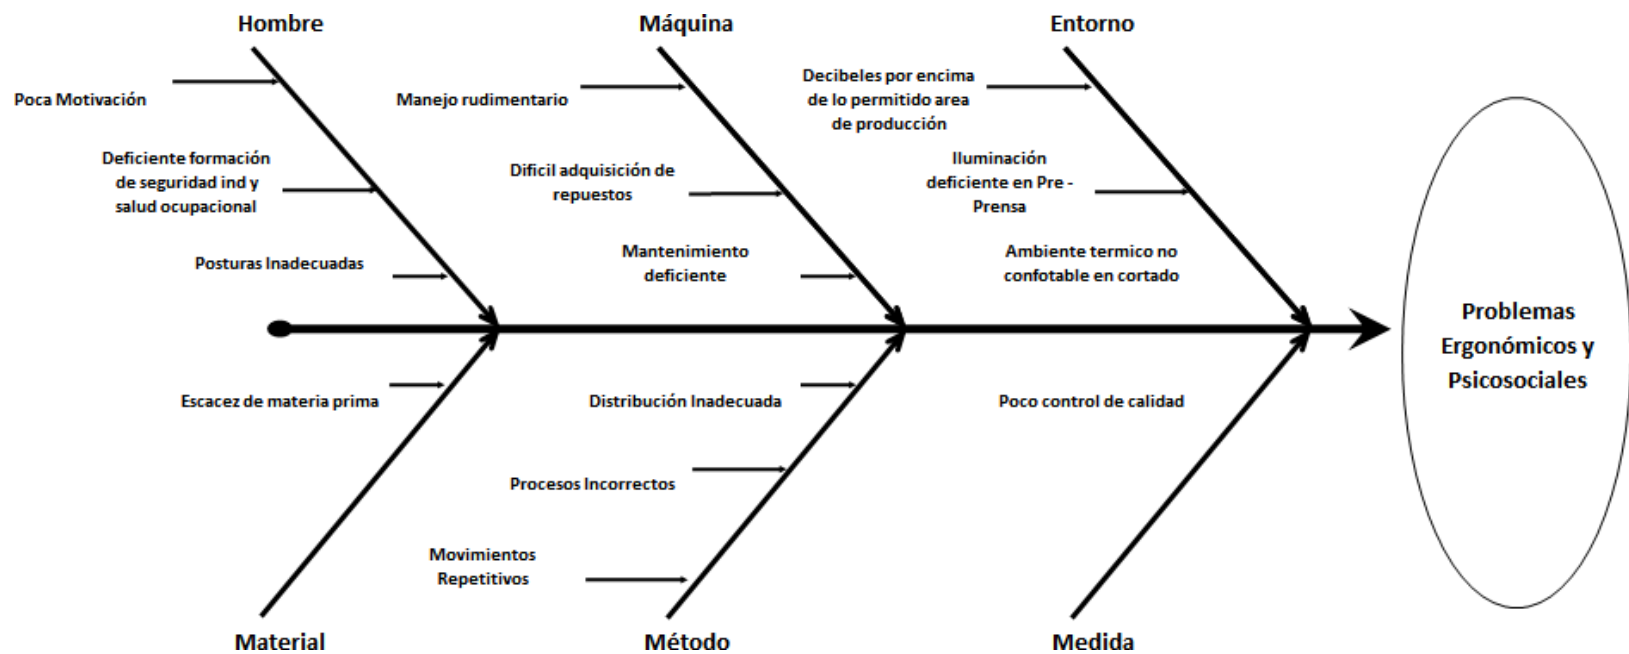 Hombre
Máquina
Entorno
Poca Motivación
Deficiente formación
de seguridad ind y
salud ocupacional
Posturas Inadecuadas
Manejo rudimentario
Dificil adquisición de
repuestos
Mantenimiento
deficiente
Decibeles por encima
de lo permitido area
de producción
Iluminación
deficiente en Pre -
Prensa
Ambiente termico no
confotable en cortado
Problemas
Ergonómicos y
Psicosociales
Escacez de materia prima
Distribución Inadecuada
Procesos Incorrectos
Movimientos
Repetitivos
Poco control de calidad
Material
Método
Medida